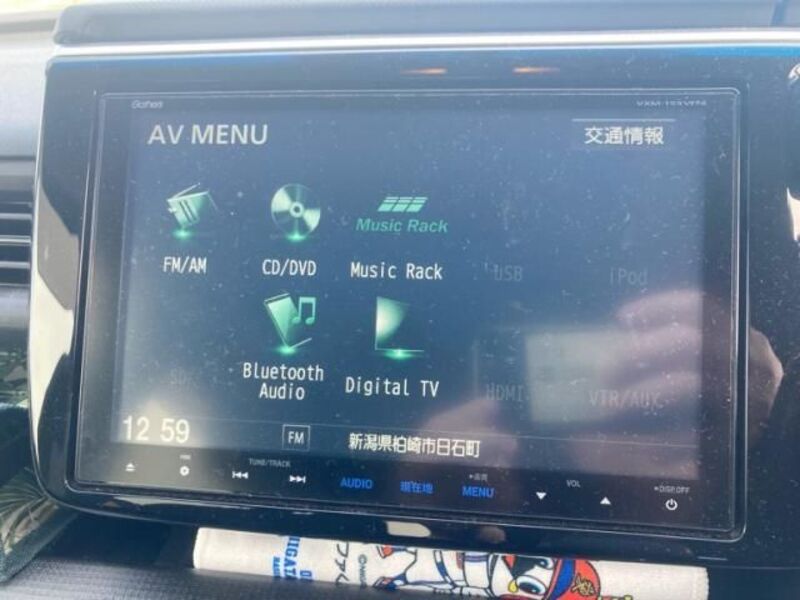 Gathers
AV MENU
交通情報
FM/AM
CD/DVD
Music Rack
Music Rack
USB
iPod
Bluetooth
Audio
Digital TV
SD
HDMI
VTR/AUX
12 59
FM
新潟県柏崎市日石町
TUNE/TRACK
AUDIO
現在地
MENU
VOL
DISP.OFF